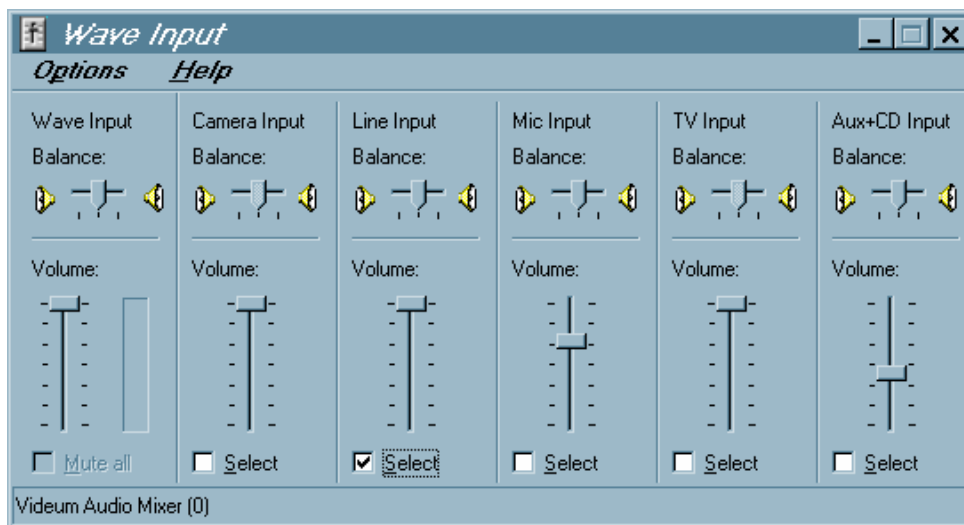 Wave Input
Options Help
Wave Input Camera Input Line Input Mic Input TV Input Aux+CD Input
Balance: Balance: Balance: Balance: Balance: Balance:
Volume: Volume: Volume: Volume: Volume: Volume:
Mute all Select Select Select Select Select
Videum Audio Mixer (0)